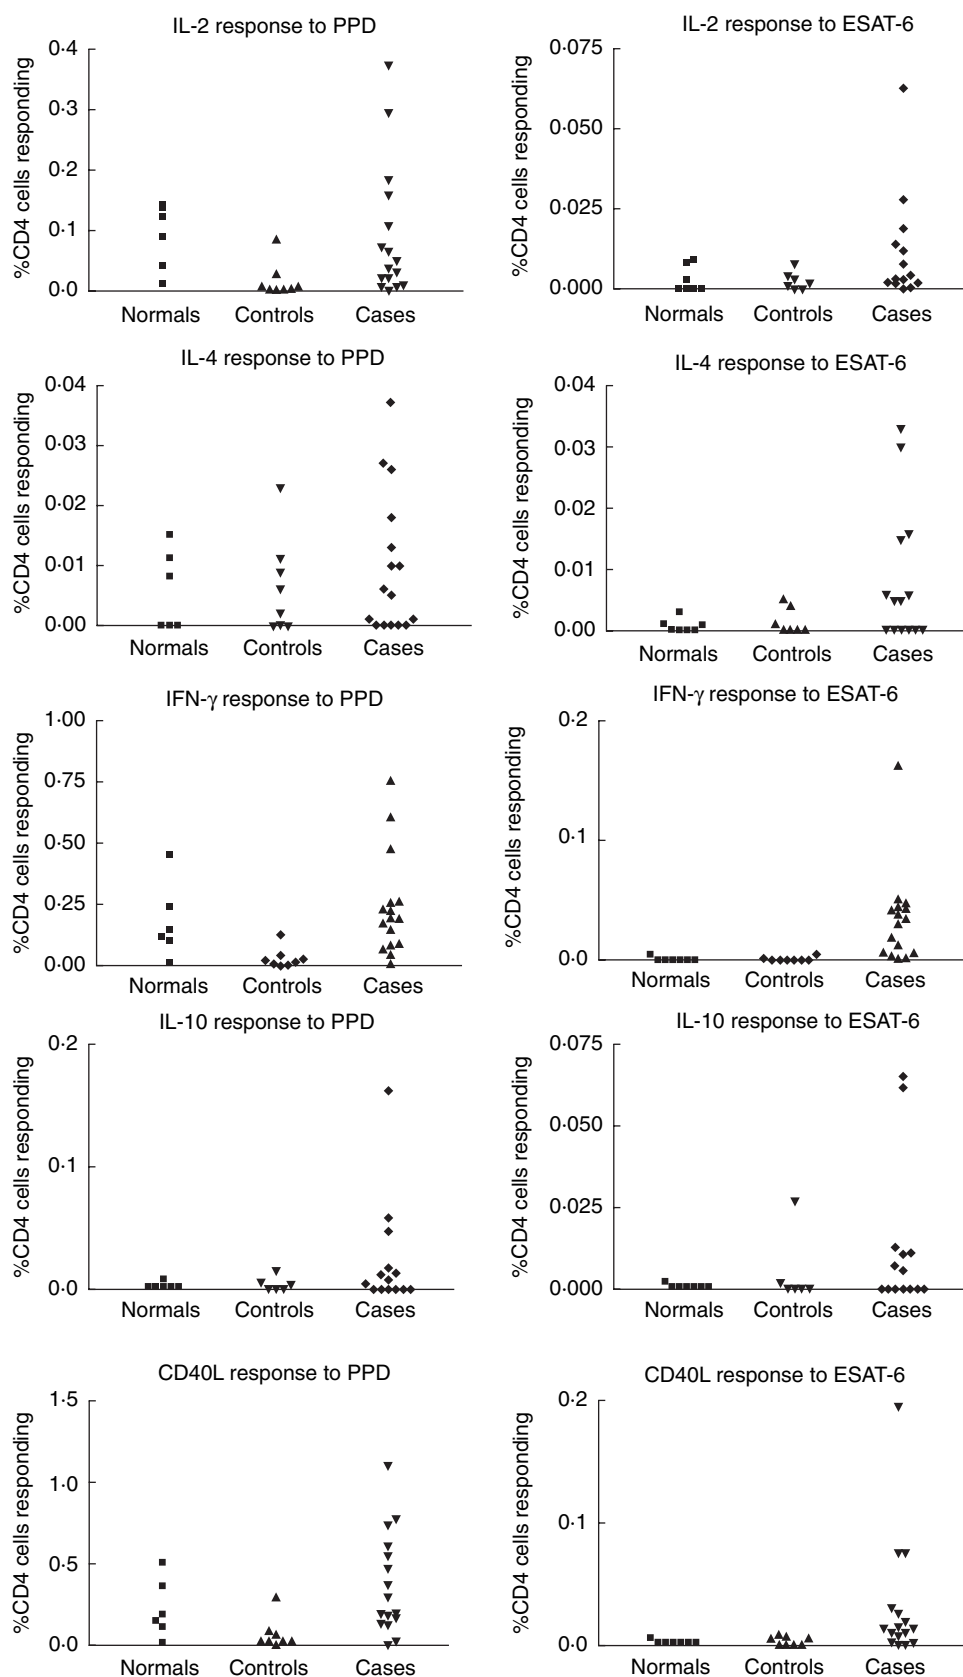 IL-2 response to PPD
%CD4 cells responding
0·4
0·3
0·2
0·1
0·0
Normals Controls Cases
IL-2 response to ESAT-6
%CD4 cells responding
0·075
0·050
0·025
0·000
Normals Controls Cases
IL-4 response to PPD
%CD4 cells responding
0·04
0·03
0·02
0·01
0·00
Normals Controls Cases
IL-4 response to ESAT-6
%CD4 cells responding
0·04
0·03
0·02
0·01
0·00
Normals Controls Cases
IFN-γ response to PPD
%CD4 cells responding
1·00
0·75
0·50
0·25
0·00
Normals Controls Cases
IFN-γ response to ESAT-6
%CD4 cells responding
0·2
0·1
0·0
Normals Controls Cases
IL-10 response to PPD
%CD4 cells responding
0·2
0·1
0·0
Normals Controls Cases
IL-10 response to ESAT-6
%CD4 cells responding
0·075
0·050
0·025
0·000
Normals Controls Cases
CD40L response to PPD
%CD4 cells responding
1·5
1·0
0·5
0·0
Normals Controls Cases
CD40L response to ESAT-6
%CD4 cells responding
0·2
0·1
0·0
Normals Controls Cases